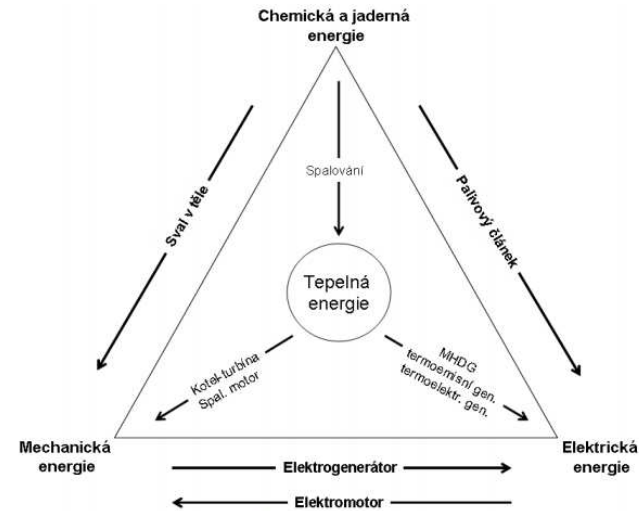 Chemická a jaderná
energie
Spalování
Sval v těle
Palivový článek
Tepelná
energie
Kotel-turbína
Spal. motor
MHDG
termoemisní gen.
termoelektr. gen.
Mechanická
energie
Elektrogenerátor
Elektromotor
Elektrická
energie